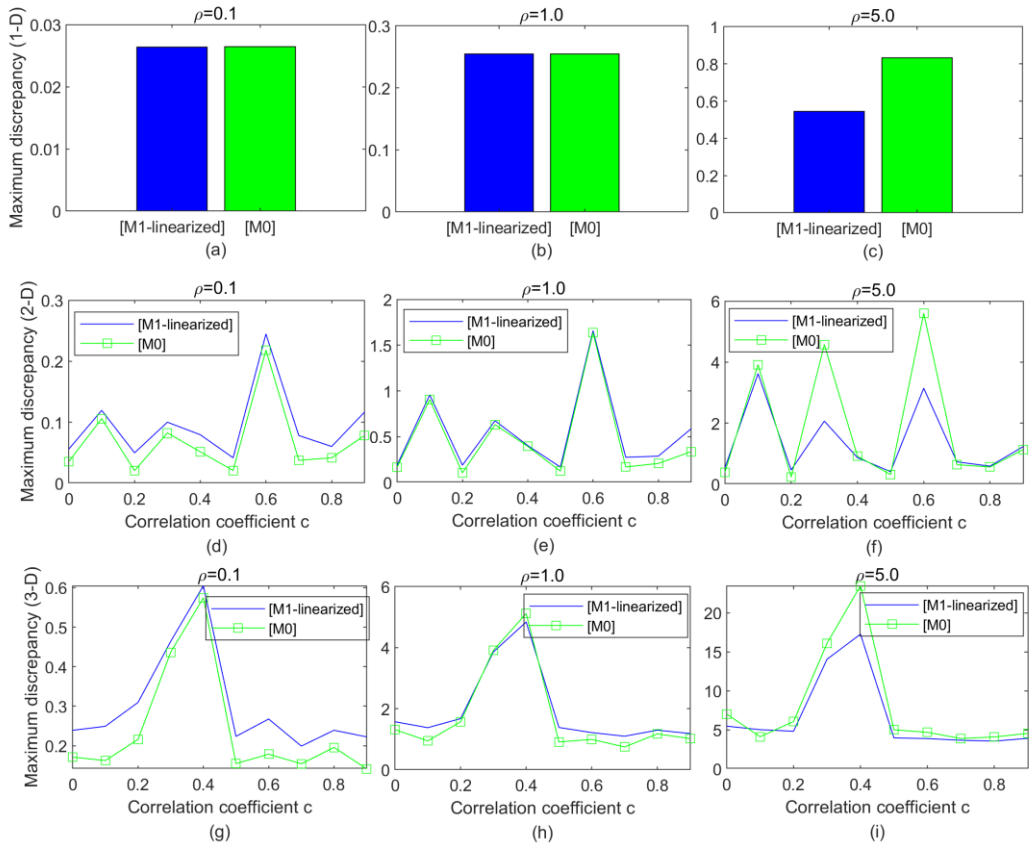 ρ=0.1
Maximum discrepancy (1-D)
0.03
0.02
0.01
0
[M1-linearized] [M0]
(a)
ρ=1.0
0.3
0.2
0.1
0
[M1-linearized] [M0]
(b)
ρ=5.0
1
0.8
0.6
0.4
0.2
0
[M1-linearized] [M0]
(c)
ρ=0.1
Maximum discrepancy (2-D)
0.3
0.2
0.1
0
[M1-linearized]
[M0]
0 0.2 0.4 0.6 0.8
Correlation coefficient c
(d)
ρ=1.0
2
1.5
1
0.5
0
[M1-linearized]
[M0]
0 0.2 0.4 0.6 0.8
Correlation coefficient c
(e)
ρ=5.0
6
4
2
0
[M1-linearized]
[M0]
0 0.2 0.4 0.6 0.8
Correlation coefficient c
(f)
ρ=0.1
Maximum discrepancy (3-D)
0.6
0.5
0.4
0.3
0.2
[M1-linearized]
[M0]
0 0.2 0.4 0.6 0.8
Correlation coefficient c
(g)
ρ=1.0
6
4
2
0
[M1-linearized]
[M0]
0 0.2 0.4 0.6 0.8
Correlation coefficient c
(h)
ρ=5.0
20
15
10
5
0
[M1-linearized]
[M0]
0 0.2 0.4 0.6 0.8
Correlation coefficient c
(i)